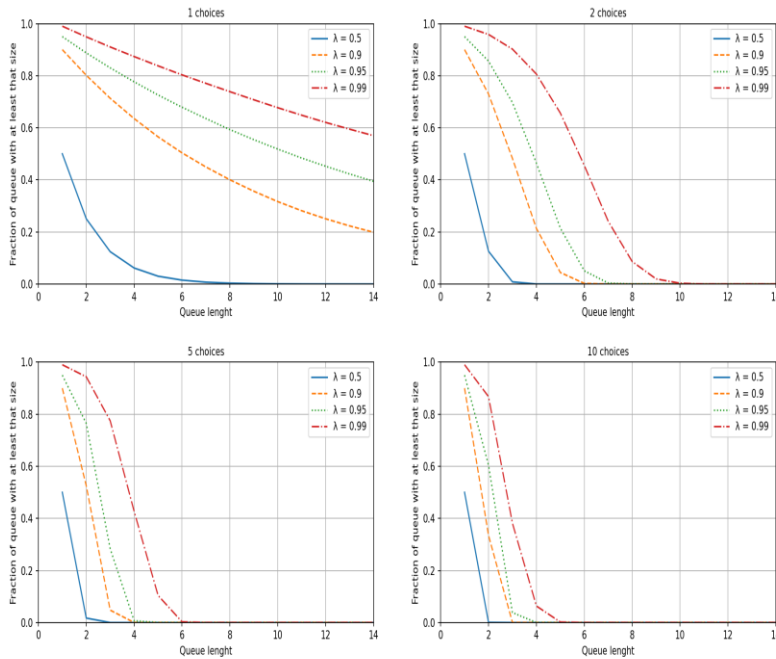 1 choices
Fraction of queue with at least that size
1.0
0.8
0.6
0.4
0.2
0.0
λ = 0.5
λ = 0.9
λ = 0.95
λ = 0.99
0 2 4 6 8 10 12 14
Queue lenght
2 choices
Fraction of queue with at least that size
1.0
0.8
0.6
0.4
0.2
0.0
λ = 0.5
λ = 0.9
λ = 0.95
λ = 0.99
0 2 4 6 8 10 12 14
Queue lenght
5 choices
Fraction of queue with at least that size
1.0
0.8
0.6
0.4
0.2
0.0
λ = 0.5
λ = 0.9
λ = 0.95
λ = 0.99
0 2 4 6 8 10 12 14
Queue lenght
10 choices
Fraction of queue with at least that size
1.0
0.8
0.6
0.4
0.2
0.0
λ = 0.5
λ = 0.9
λ = 0.95
λ = 0.99
0 2 4 6 8 10 12 14
Queue lenght